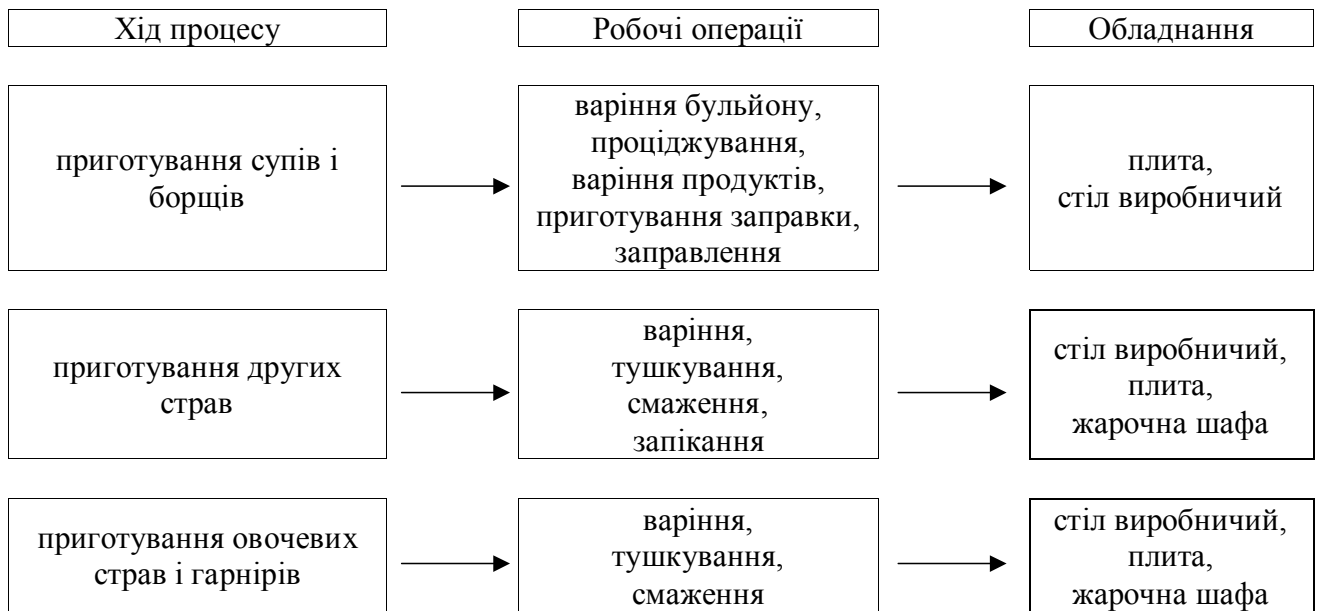 Хід процесу
Робочі операції
Обладнання
приготування супів і
борщів
варіння бульйону,
проціджування,
варіння продуктів,
приготування заправки,
заправлення
плита,
стіл виробничий
приготування других
страв
варіння,
тушкування,
смаження,
запікання
стіл виробничий,
плита,
жарочна шафа
приготування овочевих
страв і гарнірів
варіння,
тушкування,
смаження
стіл виробничий,
плита,
жарочна шафа